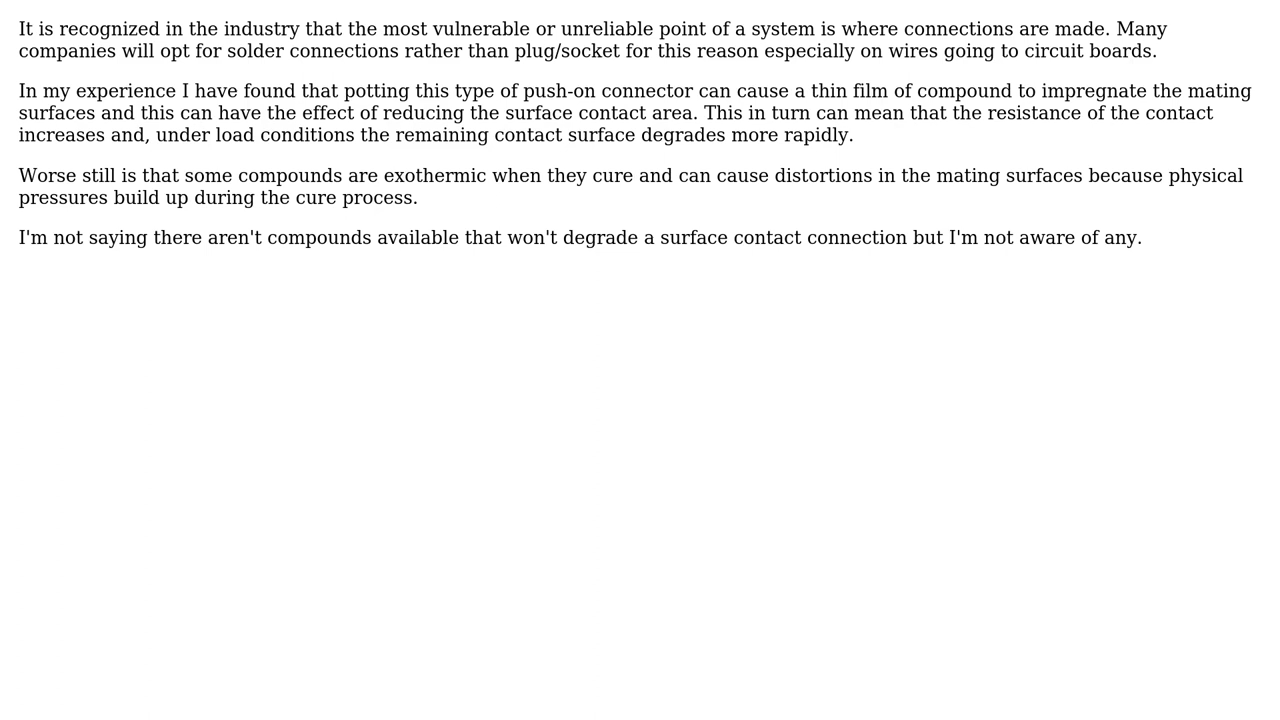 It is recognized in the industry that the most vulnerable or unreliable point of a system is where connections are made. Many
companies will opt for solder connections rather than plug/socket for this reason especially on wires going to circuit boards.
In my experience I have found that potting this type of push-on connector can cause a thin film of compound to impregnate the mating
surfaces and this can have the effect of reducing the surface contact area. This in turn can mean that the resistance of the contact
increases and, under load conditions the remaining contact surface degrades more rapidly.
Worse still is that some compounds are exothermic when they cure and can cause distortions in the mating surfaces because physical
pressures build up during the cure process.
I'm not saying there aren't compounds available that won't degrade a surface contact connection but I'm not aware of any.